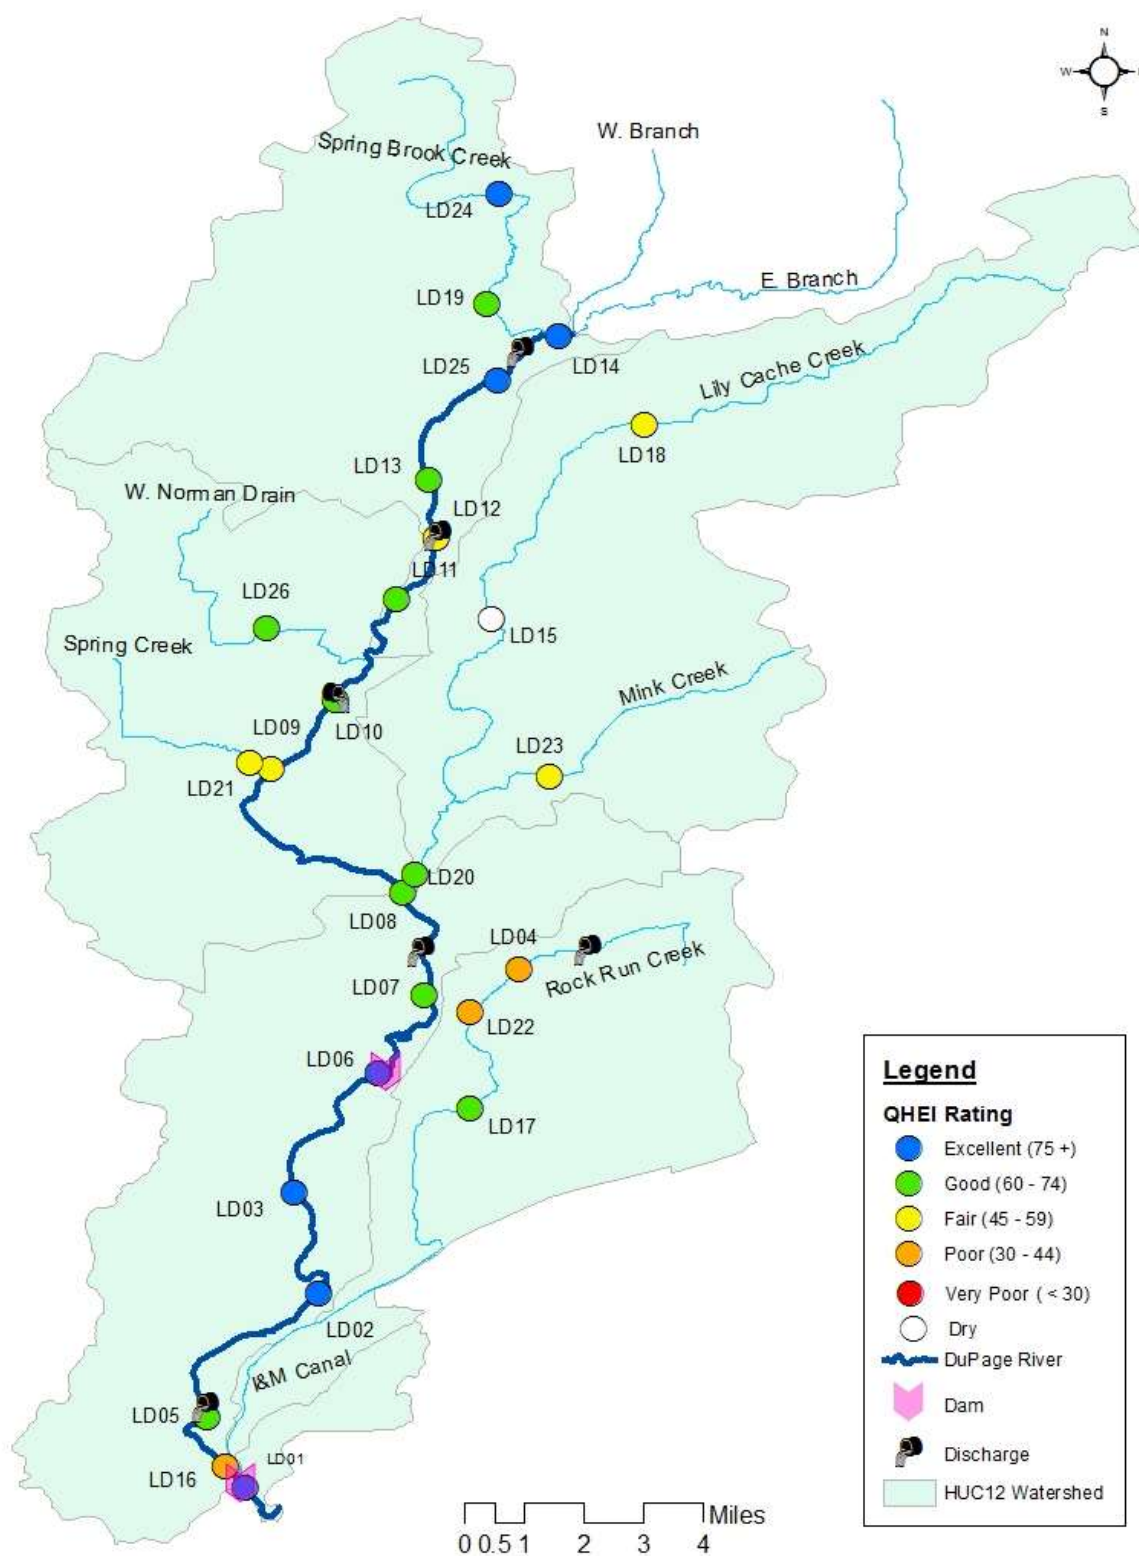 N
W
S
W. Branch
Spring Brook Creek
LD24
E. Branch
LD19
LD14
LD25
Lily Cache Creek
LD18
LD13
W. Norman Drain
LD12
LD11
LD26
LD15
Spring Creek
Mink Creek
LD09
LD10
LD23
LD21
LD20
LD08
LD04
Rock Run Creek
LD07
LD22
LD06
LD17
LD03
LD02
I&M Canal
LD05
LD01
LD16
Legend
QHEI Rating
Excellent (75 +)
Good (60 - 74)
Fair (45 - 59)
Poor (30 - 44)
Very Poor ( < 30)
Dry
DuPage River
Dam
Discharge
HUC12 Watershed
Miles
0 0.5 1 2 3 4